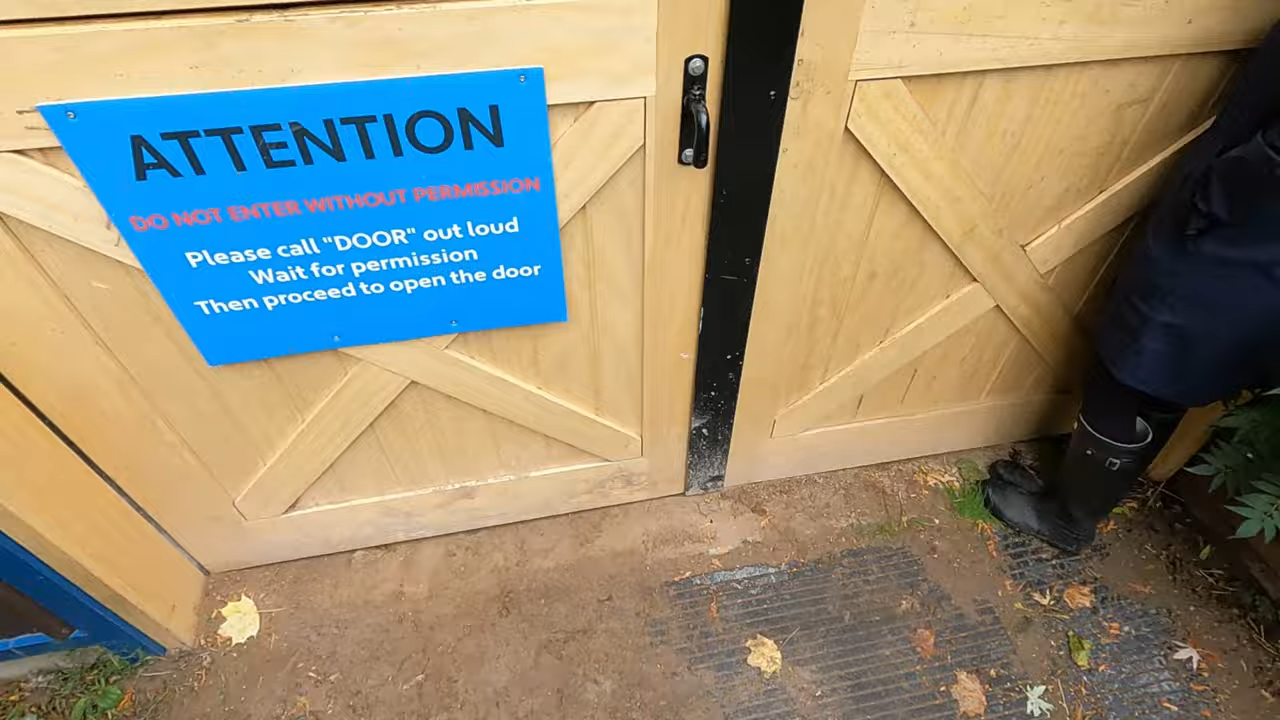 ATTENTION
DO NOT ENTER WITHOUT PERMISSION
Please call "DOOR" out loud
Wait for permission
Then proceed to open the door